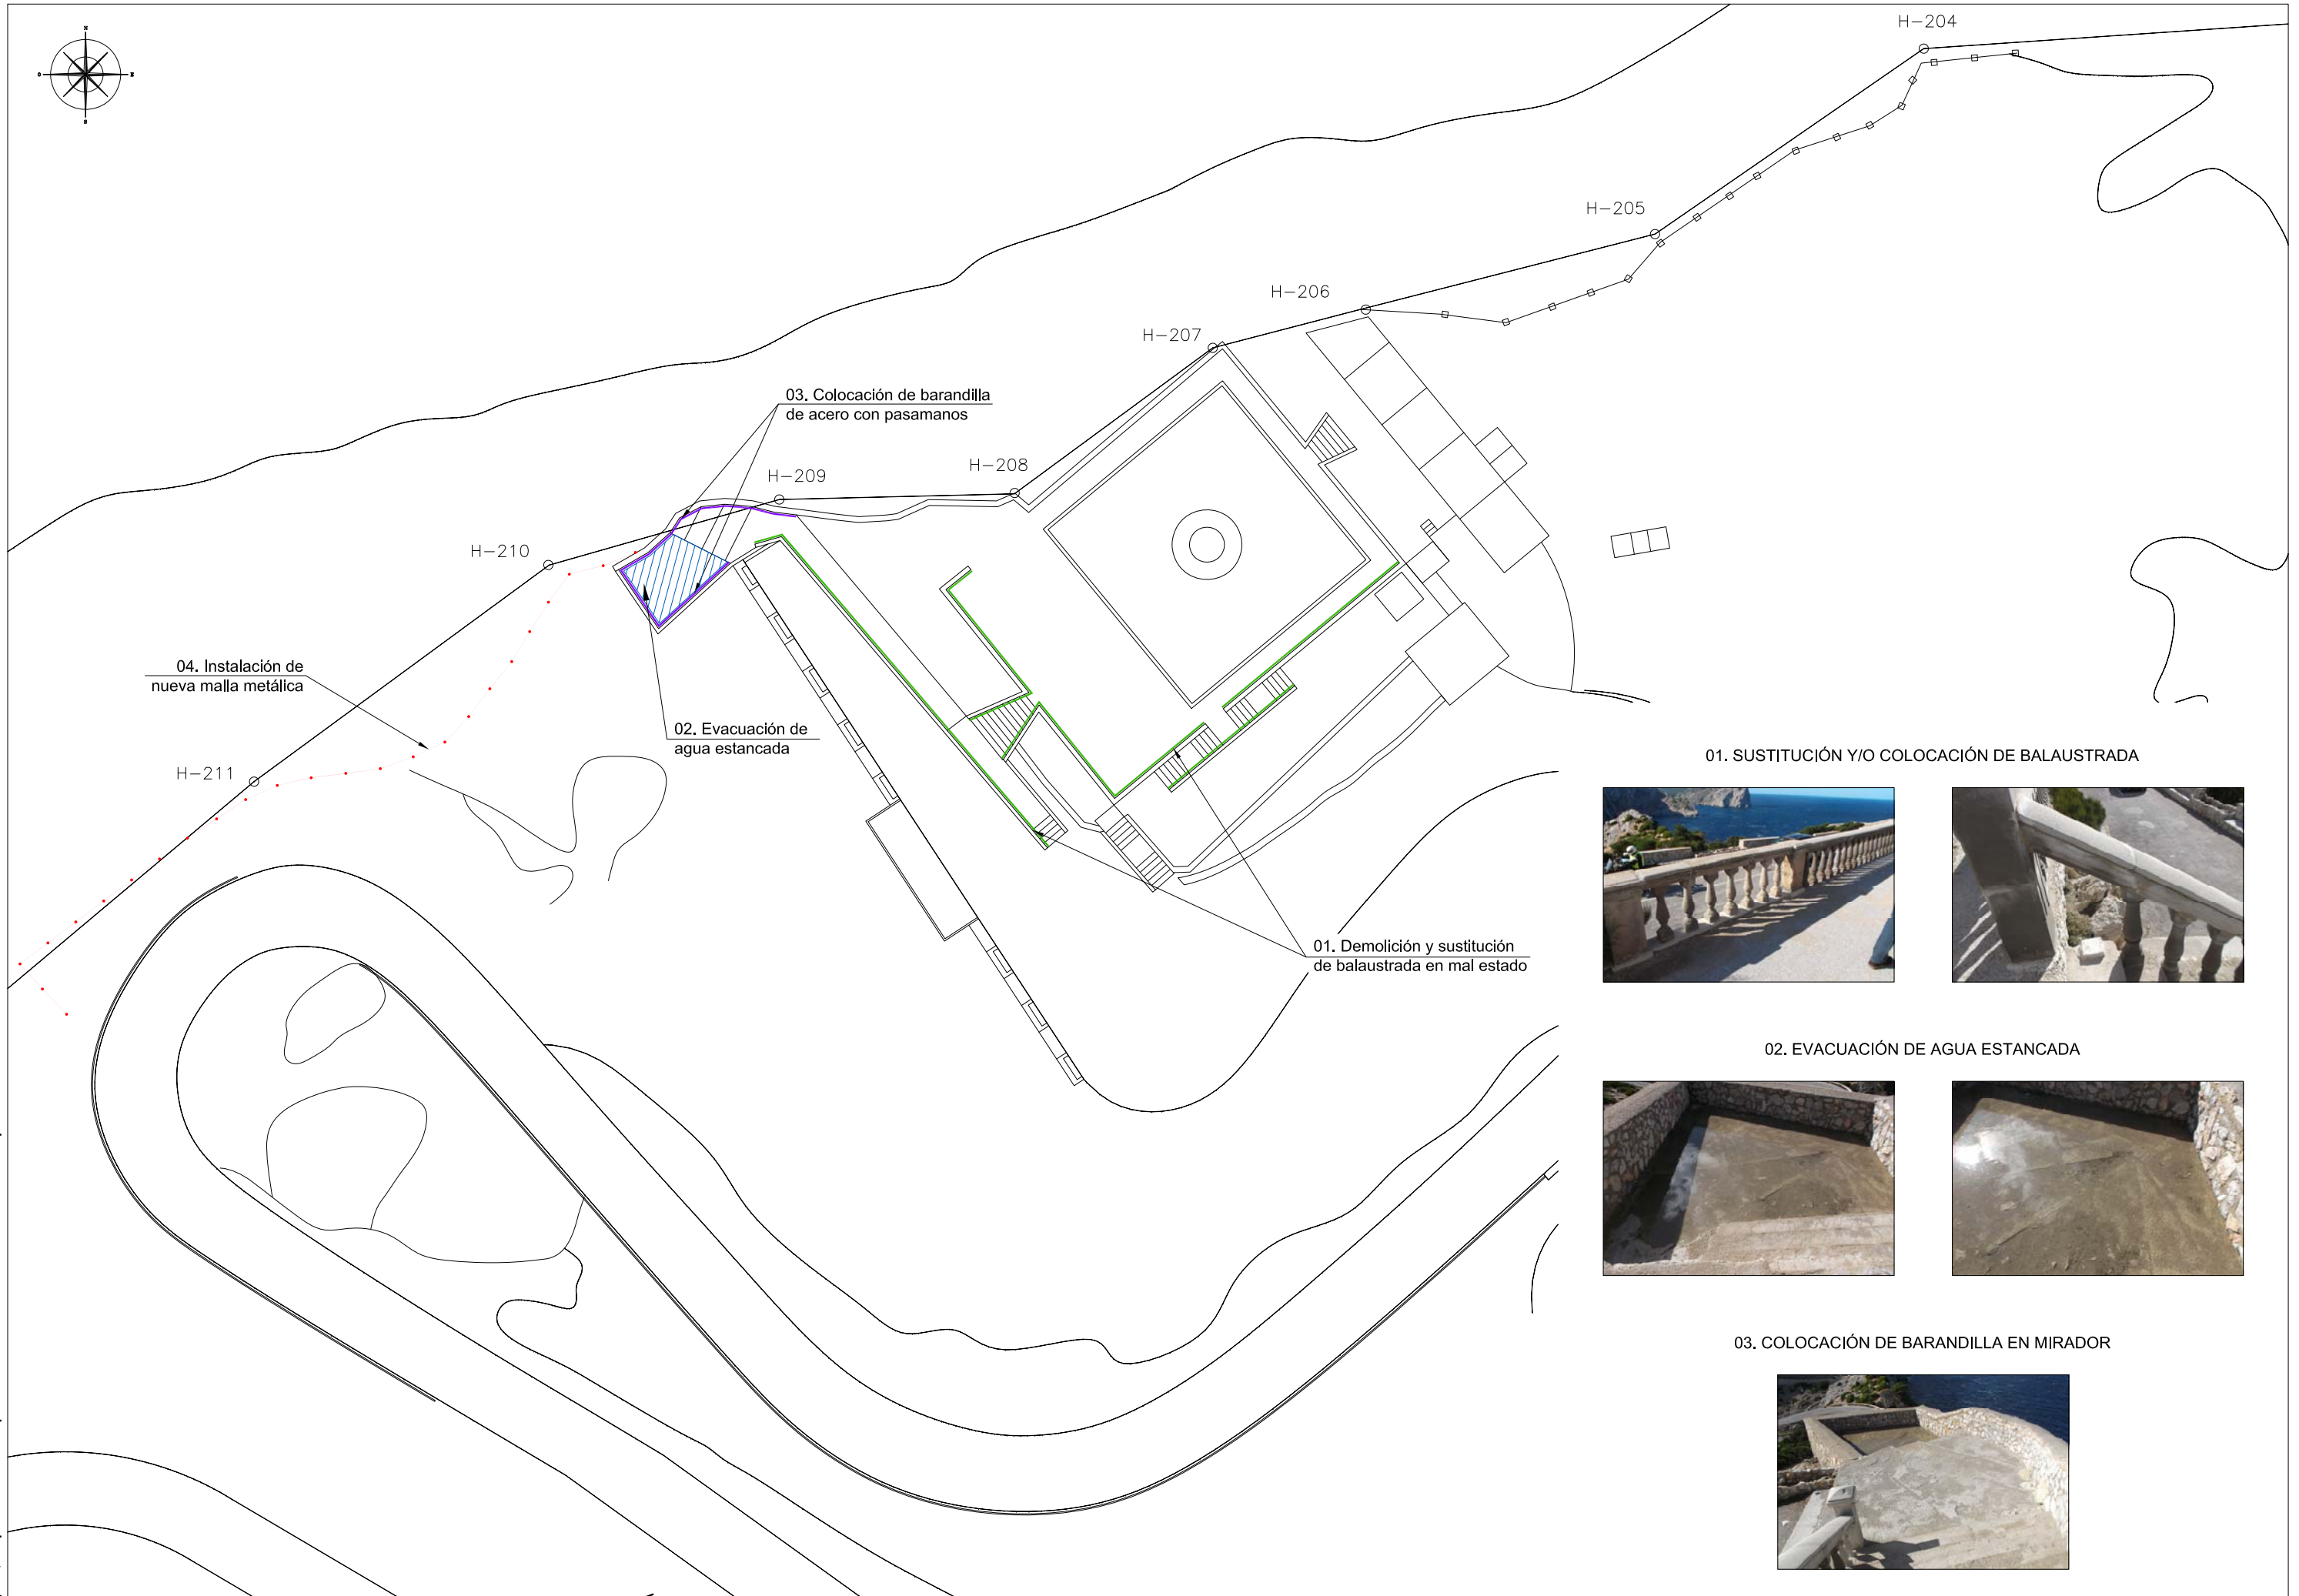 N
O
E
S
H-204
H-205
H-206
H-207
03. Colocación de barandilla
de acero con pasamanos
H-208
H-209
H-210
04. Instalación de
nueva malla metálica
02. Evacuación de
agua estancada
H-211
01. Demolición y sustitución
de balaustrada en mal estado
01. SUSTITUCIÓN Y/O COLOCACIÓN DE BALAUSTRADA
02. EVACUACIÓN DE AGUA ESTANCADA
03. COLOCACIÓN DE BARANDILLA EN MIRADOR